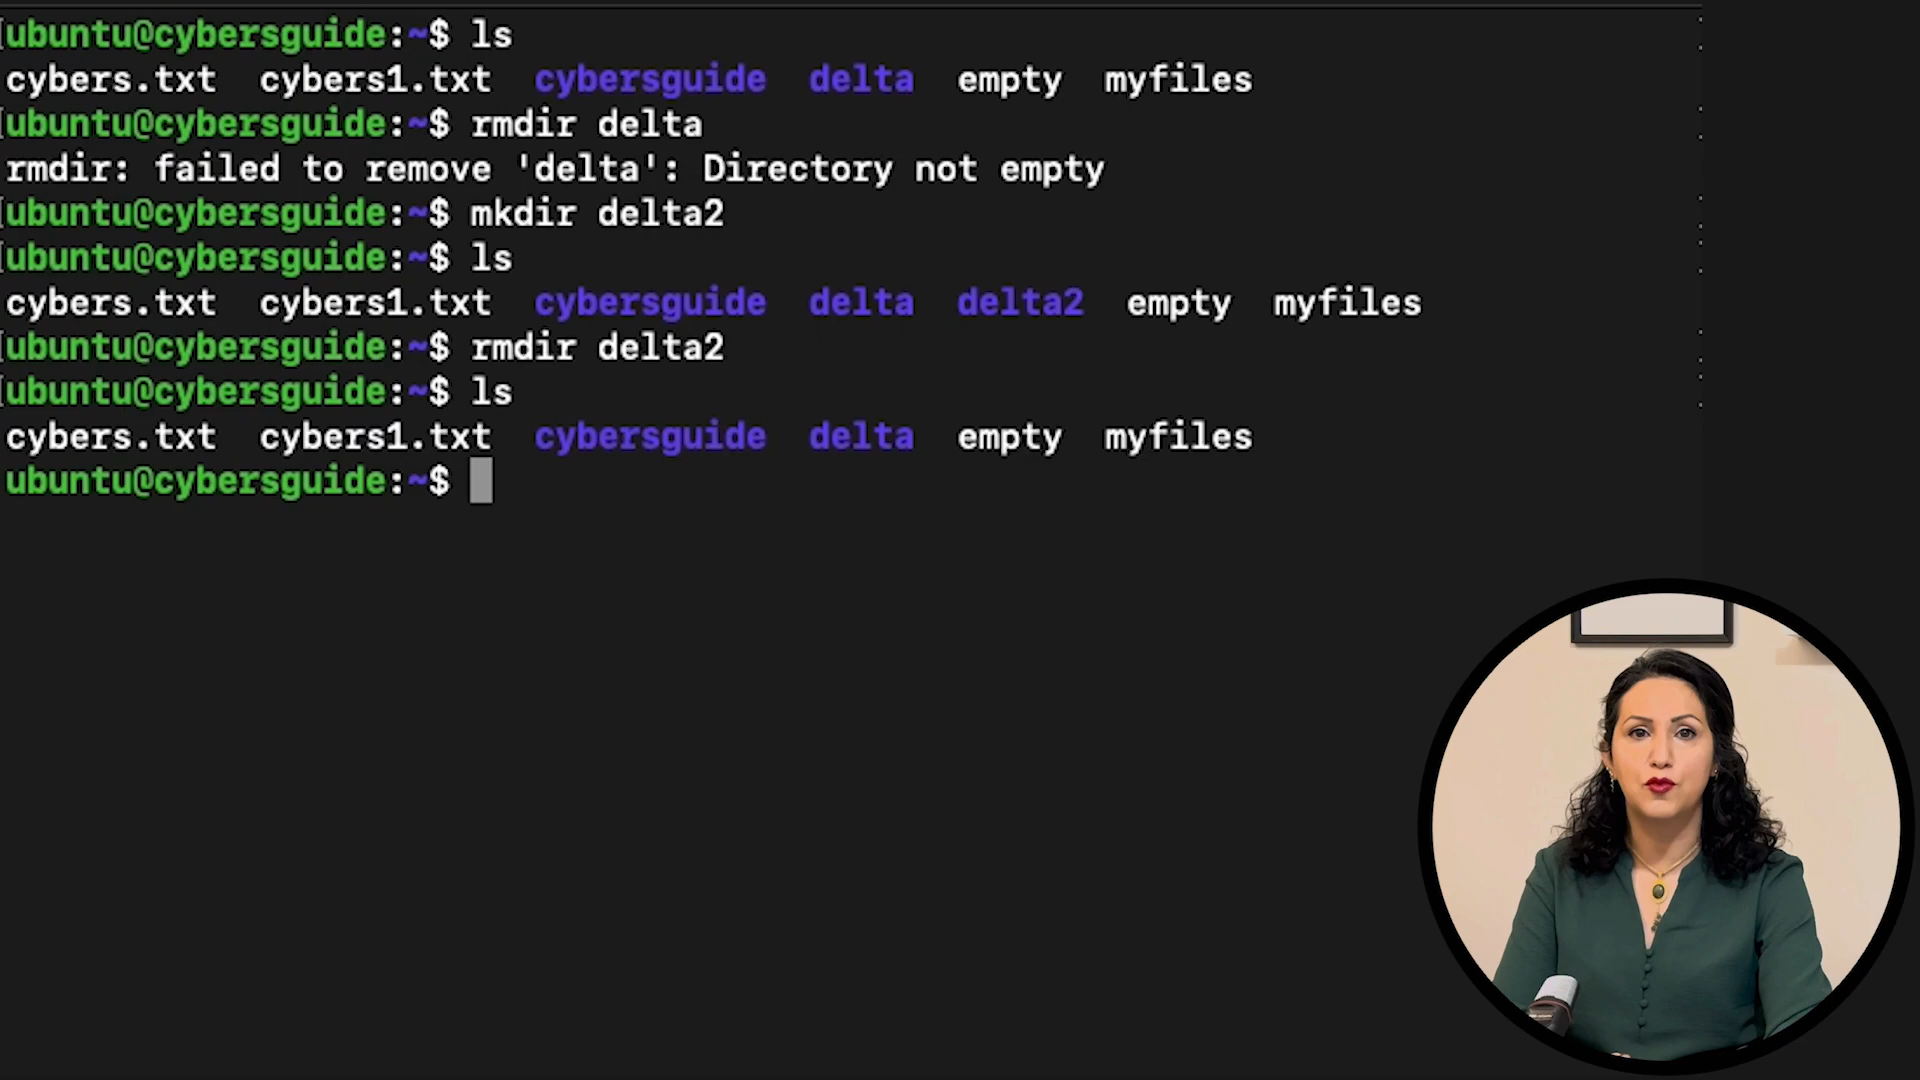 ubuntu@cybersguide:~$ ls
cybers.txt  cybers1.txt  cybersguide  delta  empty  myfiles
ubuntu@cybersguide:~$ rmdir delta
rmdir: failed to remove 'delta': Directory not empty
ubuntu@cybersguide:~$ mkdir delta2
ubuntu@cybersguide:~$ ls
cybers.txt  cybers1.txt  cybersguide  delta  delta2  empty  myfiles
ubuntu@cybersguide:~$ rmdir delta2
ubuntu@cybersguide:~$ ls
cybers.txt  cybers1.txt  cybersguide  delta  empty  myfiles
ubuntu@cybersguide:~$